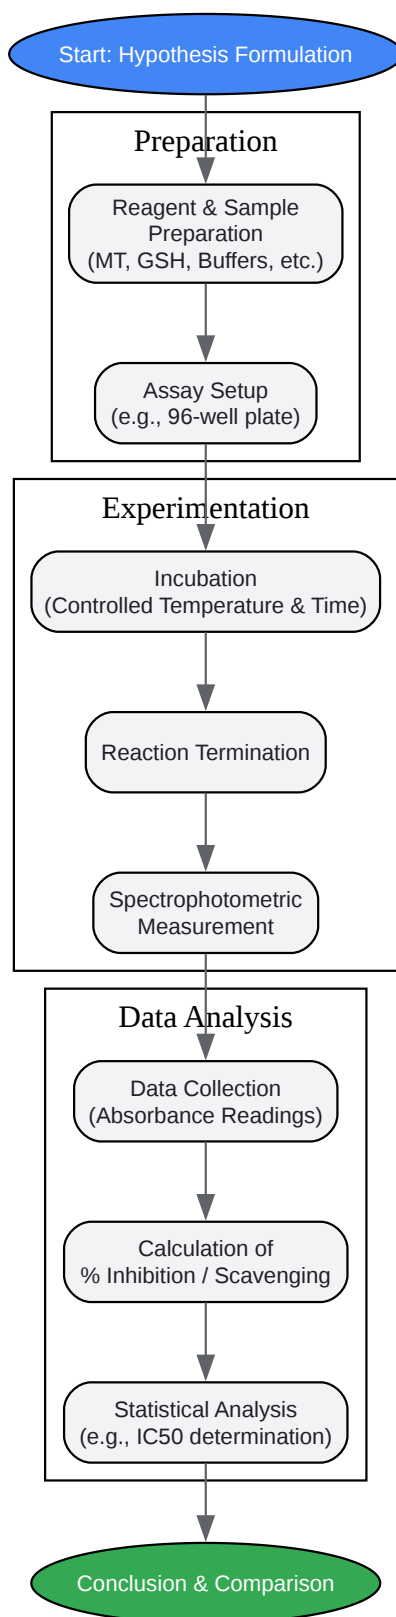 Start: Hypothesis Formulation
Preparation
Reagent & Sample
Preparation
(MT, GSH, Buffers, etc.)
Assay Setup
(e.g., 96-well plate)
Experimentation
Incubation
(Controlled Temperature & Time)
Reaction Termination
Spectrophotometric
Measurement
Data Analysis
Data Collection
(Absorbance Readings)
Calculation of
% Inhibition / Scavenging
Statistical Analysis
(e.g., IC50 determination)
Conclusion & Comparison